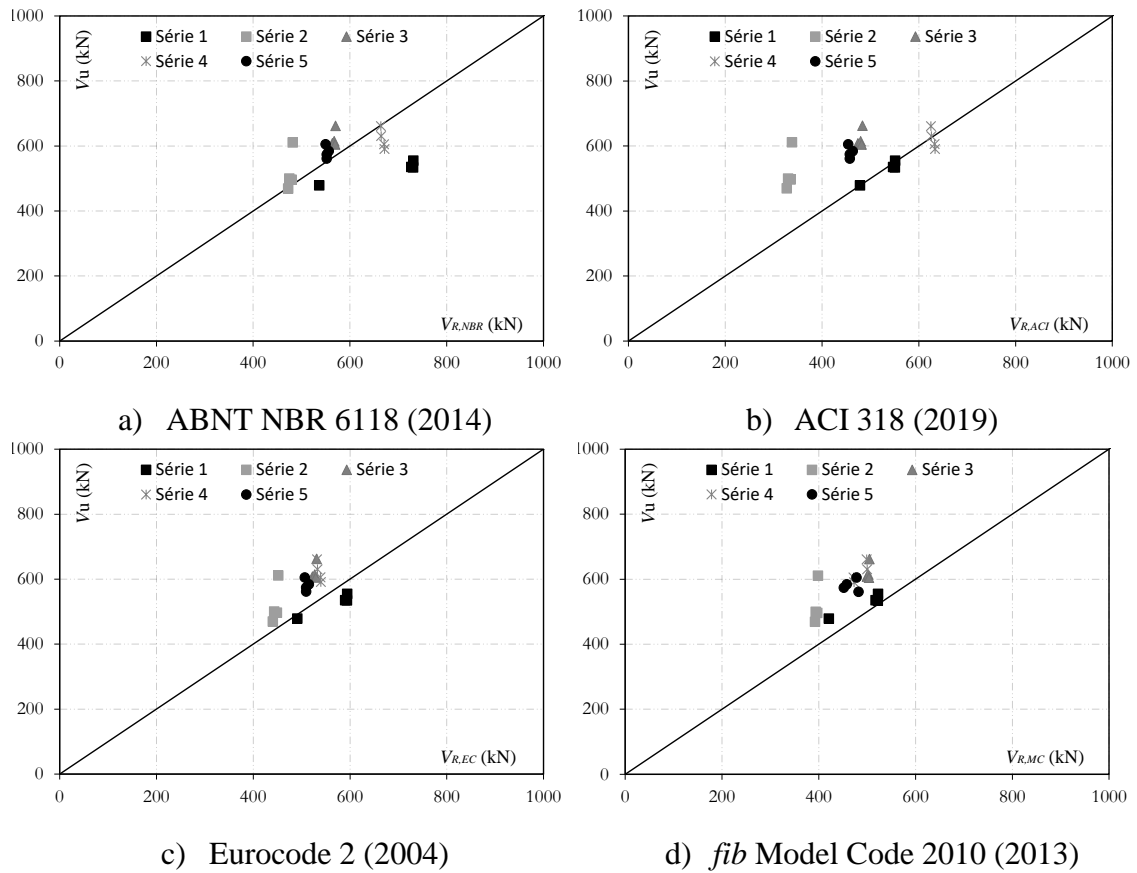 1000
Série 1 Série 2 Série 3
Série 4 Série 5
800
600
400
200
0
Vu (kN)
V R,NBR (kN)
0 200 400 600 800 1000
a) ABNT NBR 6118 (2014)
1000
Série 1 Série 2 Série 3
Série 4 Série 5
800
600
400
200
0
Vu (kN)
V R,ACI (kN)
0 200 400 600 800 1000
b) ACI 318 (2019)
1000
Série 1 Série 2 Série 3
Série 4 Série 5
800
600
400
200
0
Vu (kN)
V R,EC (kN)
0 200 400 600 800 1000
c) Eurocode 2 (2004)
1000
Série 1 Série 2 Série 3
Série 4 Série 5
800
600
400
200
0
Vu (kN)
V R,MC (kN)
0 200 400 600 800 1000
d) fib Model Code 2010 (2013)